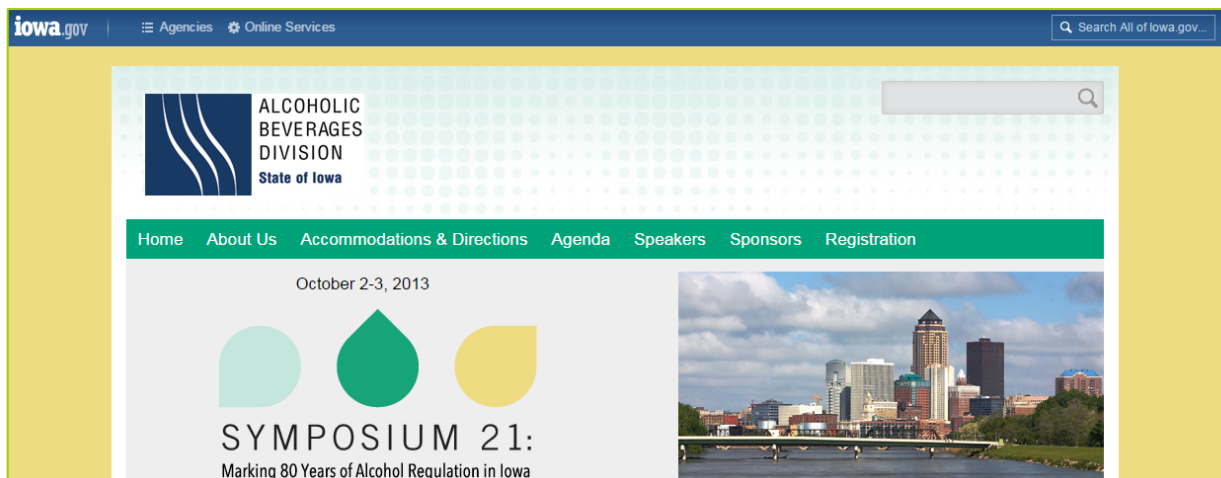 iowa.gov Agencies Online Services Search All of Iowa.gov...
ALCOHOLIC
BEVERAGES
DIVISION
State of Iowa
Home About Us Accommodations & Directions Agenda Speakers Sponsors Registration
October 2-3, 2013
SYMPOSIUM 21:
Marking 80 Years of Alcohol Regulation in Iowa